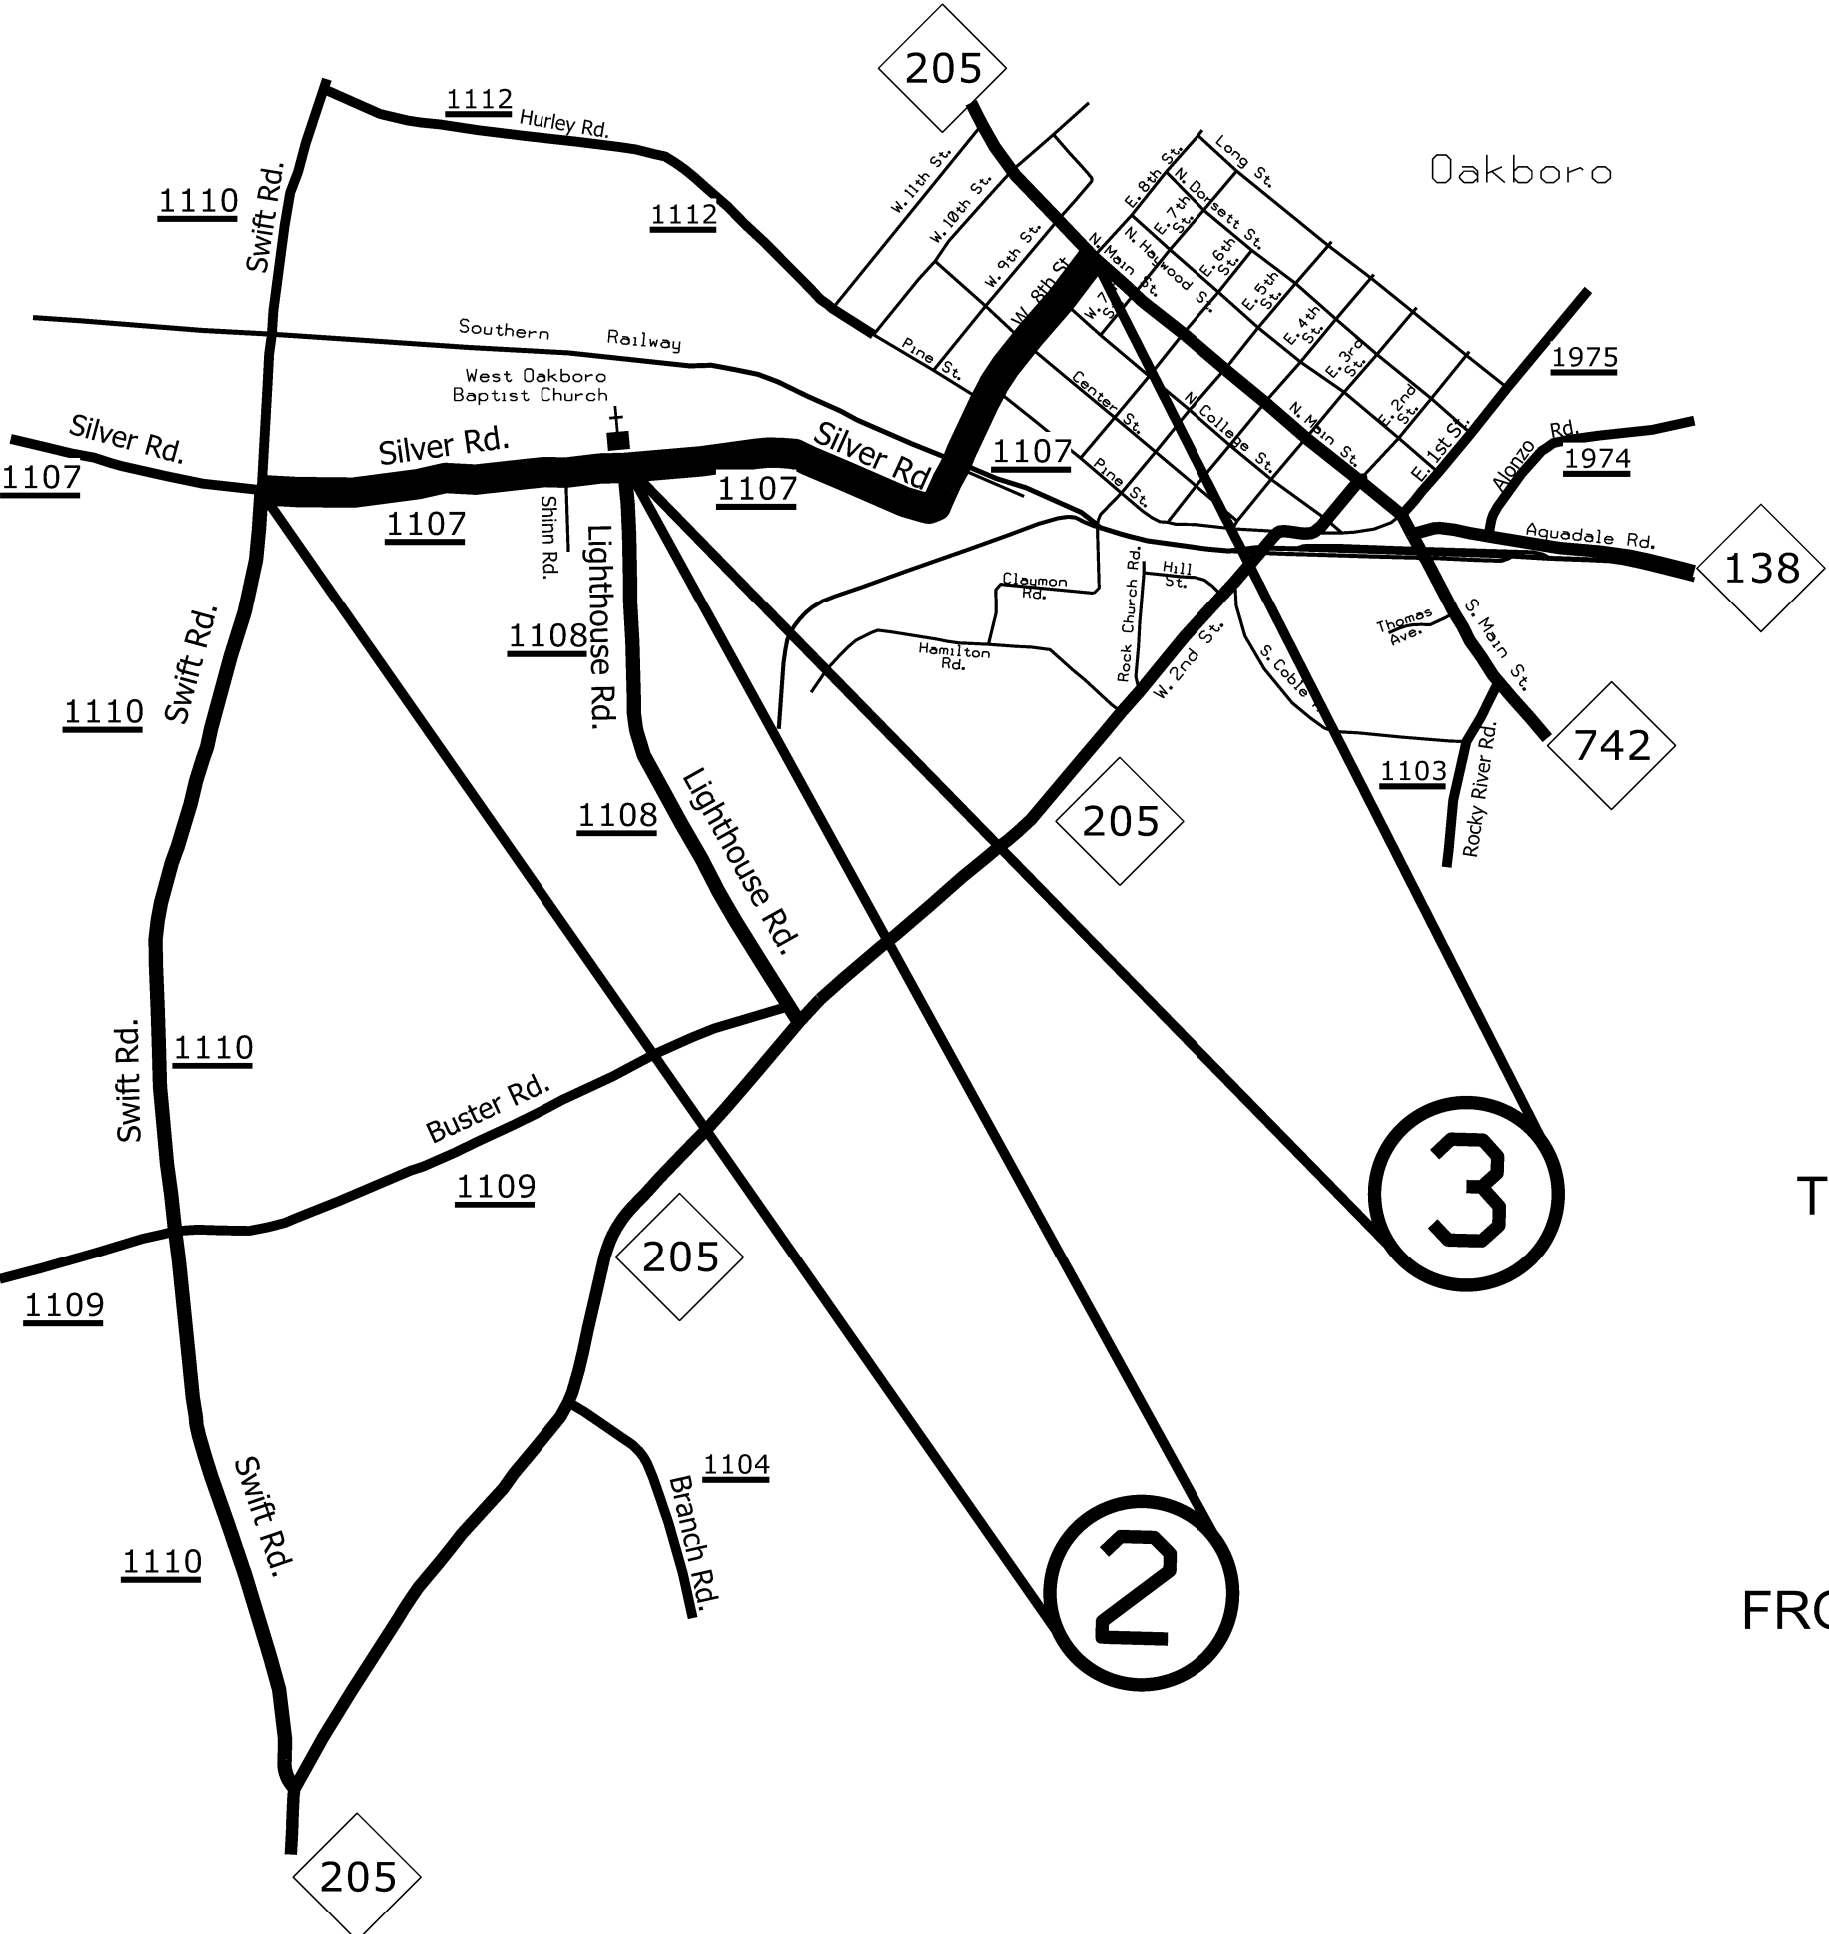 205
1112
Hurley Rd.
Oakboro
Long St.
E. 8th St.
N. Dorsett St.
W. 11th St.
W. 10th St.
1110
Swift Rd.
1112
E. 7th
St.
N. Haywood St.
N. Main St.
E. 6th
St.
W. 9th St.
W. 8th St
E. 5th
St.
E. 4th
St.
Southern Railway
Pine St.
E. 3rd
St.
1975
West Oakboro
Baptist Church
Center St.
N College St.
N. Main St.
E. 2nd
St.
E. 1st St.
Alonzo Rd.
1974
Silver Rd.
Silver Rd.
Silver Rd
1107
1107
1107
1107
Pine St.
Shinn Rd.
Lighthouse Rd.
Aquadale Rd.
138
Claymon
Rd.
Rock Church Rd.
Hill
St.
1108
Hamilton
Rd.
W. 2nd St.
Thomas
Ave.
S. Main St.
Swift Rd.
1110
742
1103
Rocky River Rd.
205
1108
Lighthouse Rd.
Swift Rd.
1110
Buster Rd.
1109
3
T
205
1109
Swift Rd.
1104
Branch Rd.
1110
2
FRO
205